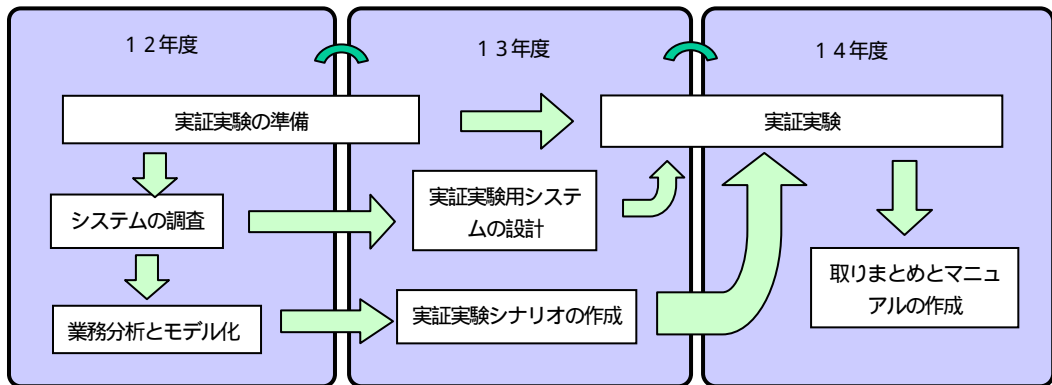 12年度
13年度
14年度
実証実験の準備
実証実験
システムの調査
実証実験用システ
ムの設計
業務分析とモデル化
実証実験シナリオの作成
取りまとめとマニュ
アルの作成